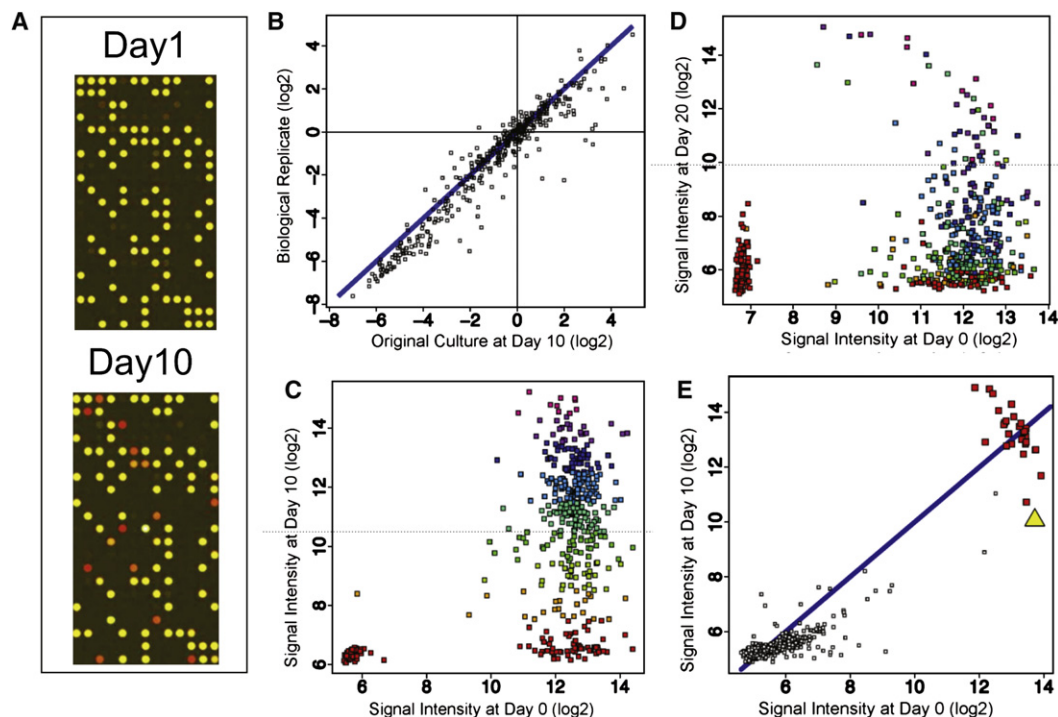 A
Day1
Day10
B
Biological Replicate (log2)
4
2
0
−2
−4
−6
−8
−8 −6 −4 −2 0 2 4
Original Culture at Day 10 (log2)
C
Signal Intensity at Day 10 (log2)
14
12
10
8
6
6 8 10 12 14
Signal Intensity at Day 0 (log2)
D
Signal Intensity at Day 20 (log2)
14
12
10
8
6
7 8 9 10 11 12 13 14
Signal Intensity at Day 0 (log2)
E
Signal Intensity at Day 10 (log2)
14
12
10
8
6
6 8 10 12 14
Signal Intensity at Day 0 (log2)